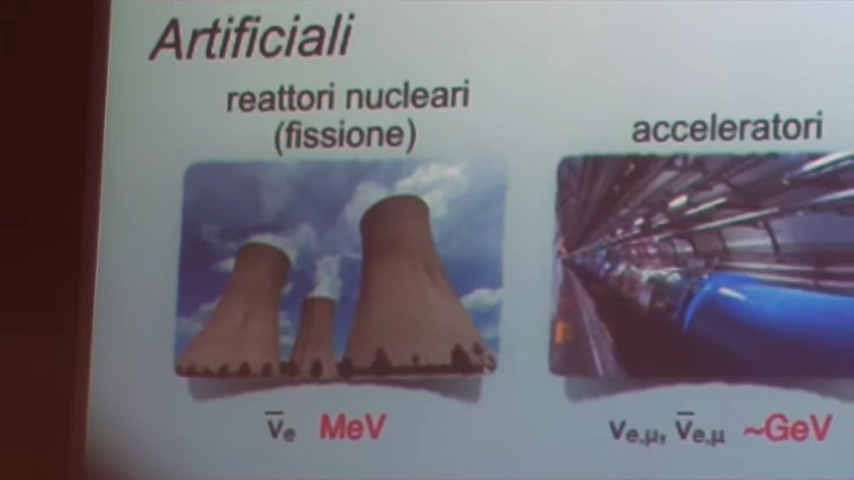 Artificiali
reattori nucleari
(fissione)
acceleratori
ν̅e MeV
νe,μ, ν̅e,μ ~GeV